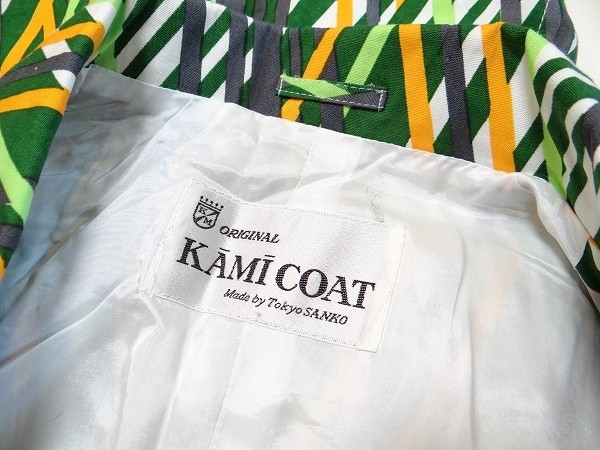 K M
ORIGINAL
KĀMĪ COAT
Made by Tokyo SANKO